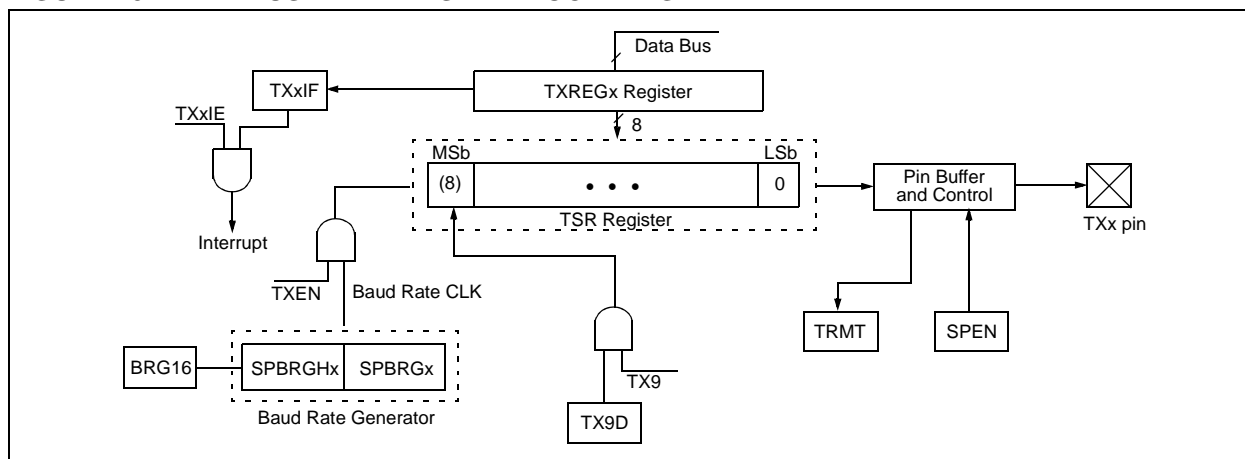 Data Bus
TXxIF
TXREGx Register
TXxIE
8
MSb
LSb
(8)
• • •
0
Pin Buffer
and Control
TSR Register
TXx pin
Interrupt
TXEN
Baud Rate CLK
TRMT
SPEN
BRG16
SPBRGHx
SPBRGx
TX9
Baud Rate Generator
TX9D